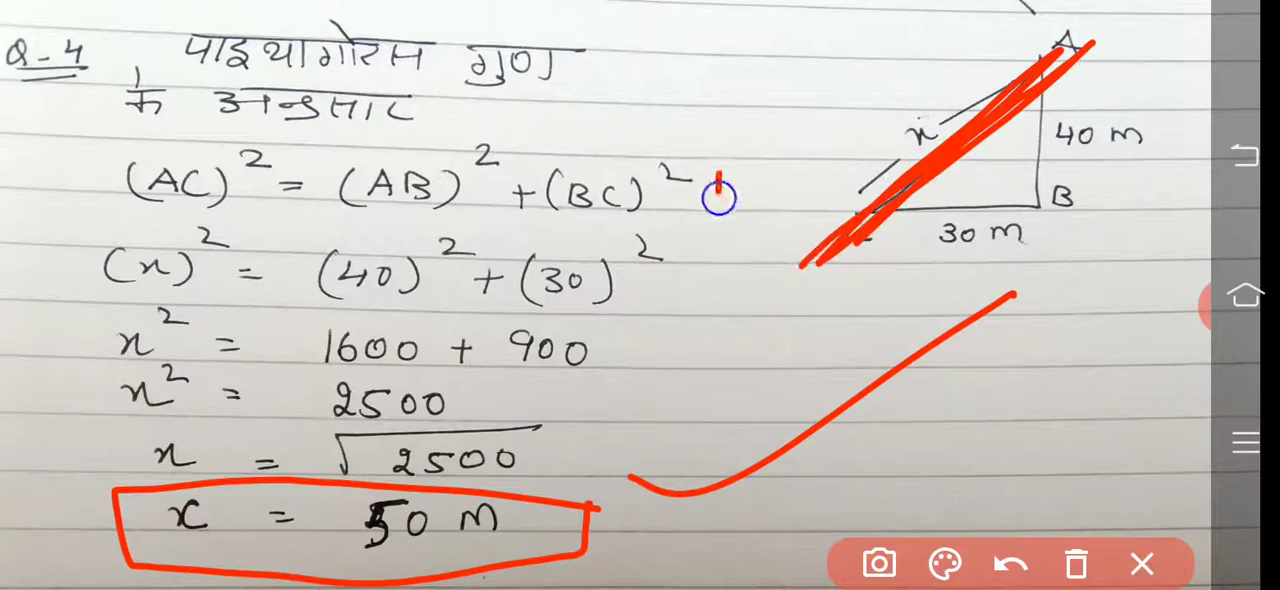 Q-4 पाइथागोरस गुण
के अनुसार
(AC)² = (AB)² + (BC)²
(x)² = (40)² + (30)²
x² = 1600 + 900
x² = 2500
x = √2500
x = 50 m
A
x
40 m
B
30 m